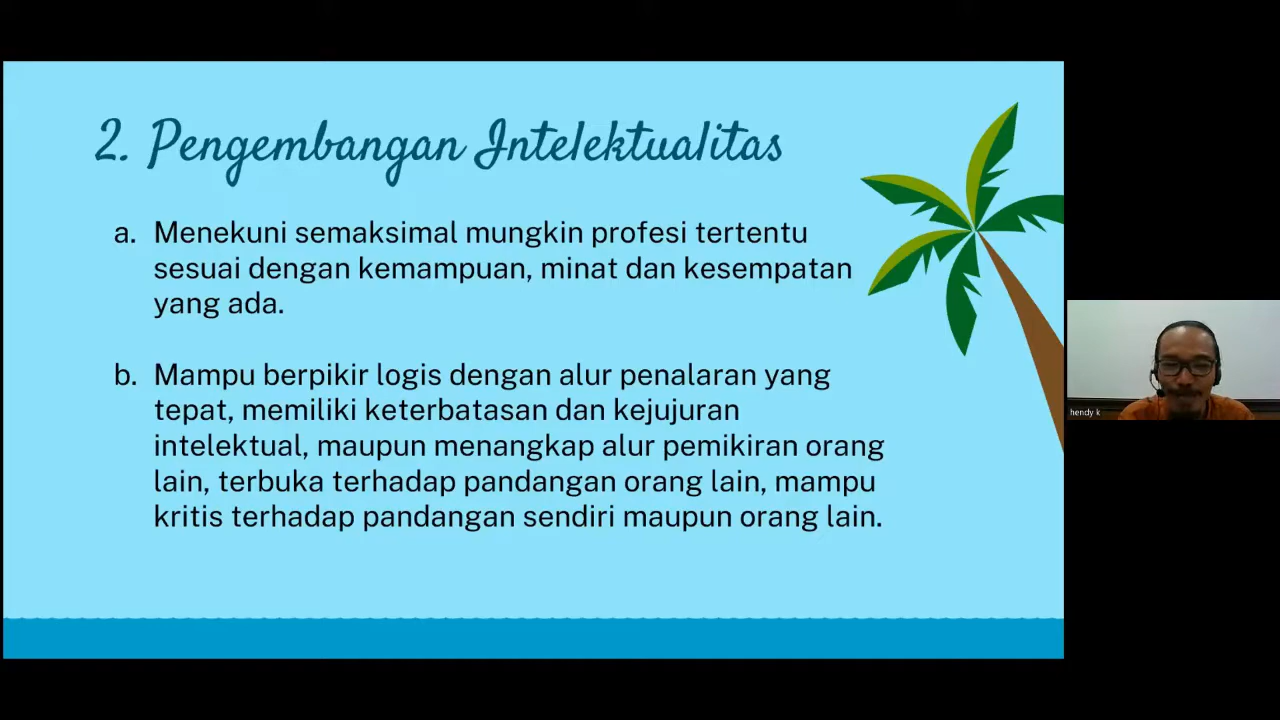 2. Pengembangan Intelektualitas
a. Menekuni semaksimal mungkin profesi tertentu
sesuai dengan kemampuan, minat dan kesempatan
yang ada.
b. Mampu berpikir logis dengan alur penalaran yang
tepat, memiliki keterbatasan dan kejujuran
intelektual, maupun menangkap alur pemikiran orang
lain, terbuka terhadap pandangan orang lain, mampu
kritis terhadap pandangan sendiri maupun orang lain.
hendy k